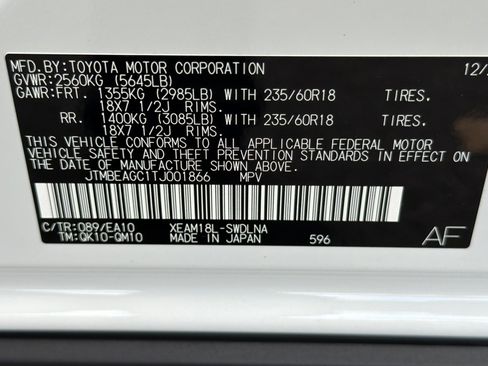 MFD.BY:TOYOTA MOTOR CORPORATION 12/
GVWR:2560KG (5645LB)
GAWR:FRT. 1355KG (2985LB) WITH 235/60R18 TIRES.
18X7 1/2J RIMS.
RR. 1400KG (3085LB) WITH 235/60R18 TIRES.
18X7 1/2J RIMS.
THIS VEHICLE CONFORMS TO ALL APPLICABLE FEDERAL MOTOR
VEHICLE SAFETY AND THEFT PREVENTION STANDARDS IN EFFECT ON
THE DATE OF MANUFACTURE SHOWN ABOVE.
JTMBEAGC1TJ001866 MPV
C/TR:089/EA10 XEAM18L-SWDLNA
TM:QK10-QM10 MADE IN JAPAN 596 AF